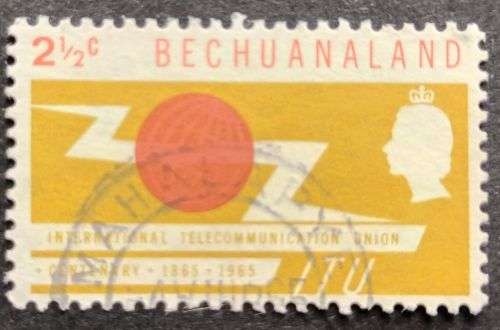 2½c BECHUANALAND
INTERNATIONAL TELECOMMUNICATION UNION
CENTENARY · 1865 - 1965
ITU